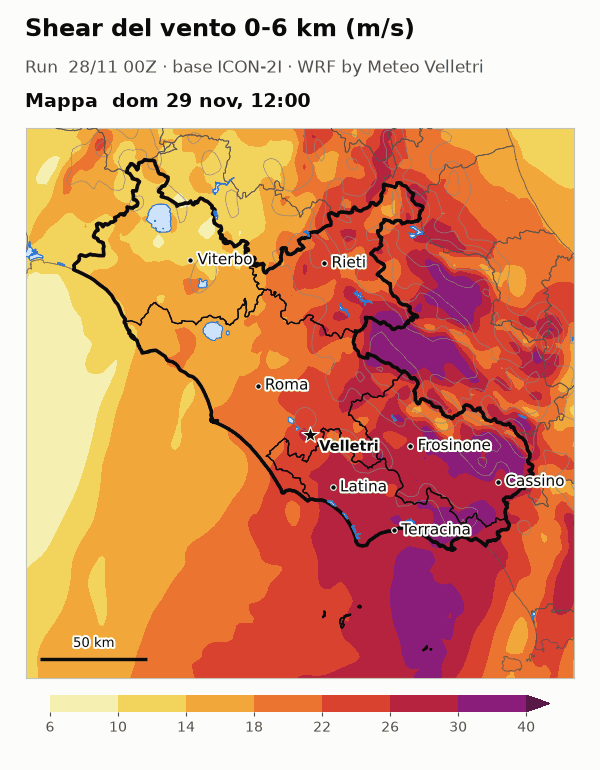 Shear del vento 0-6 km (m/s)
Run  28/11 00Z · base ICON-2I · WRF by Meteo Velletri
Mappa  dom 29 nov, 12:00
Viterbo
Rieti
Roma
Velletri
Frosinone
Cassino
Latina
Terracina
50 km
6 10 14 18 22 26 30 40